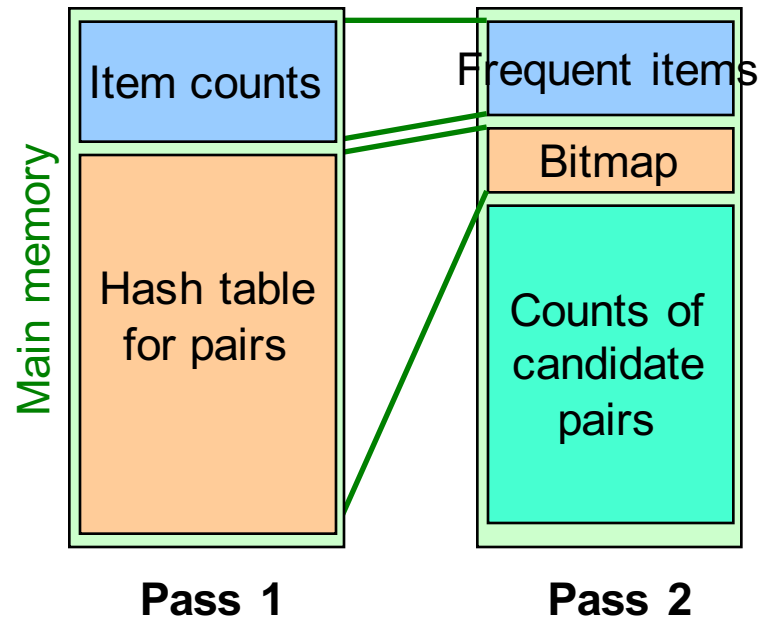 Main memory
Item counts
Hash table
for pairs
Pass 1
Frequent items
Bitmap
Counts of
candidate
pairs
Pass 2